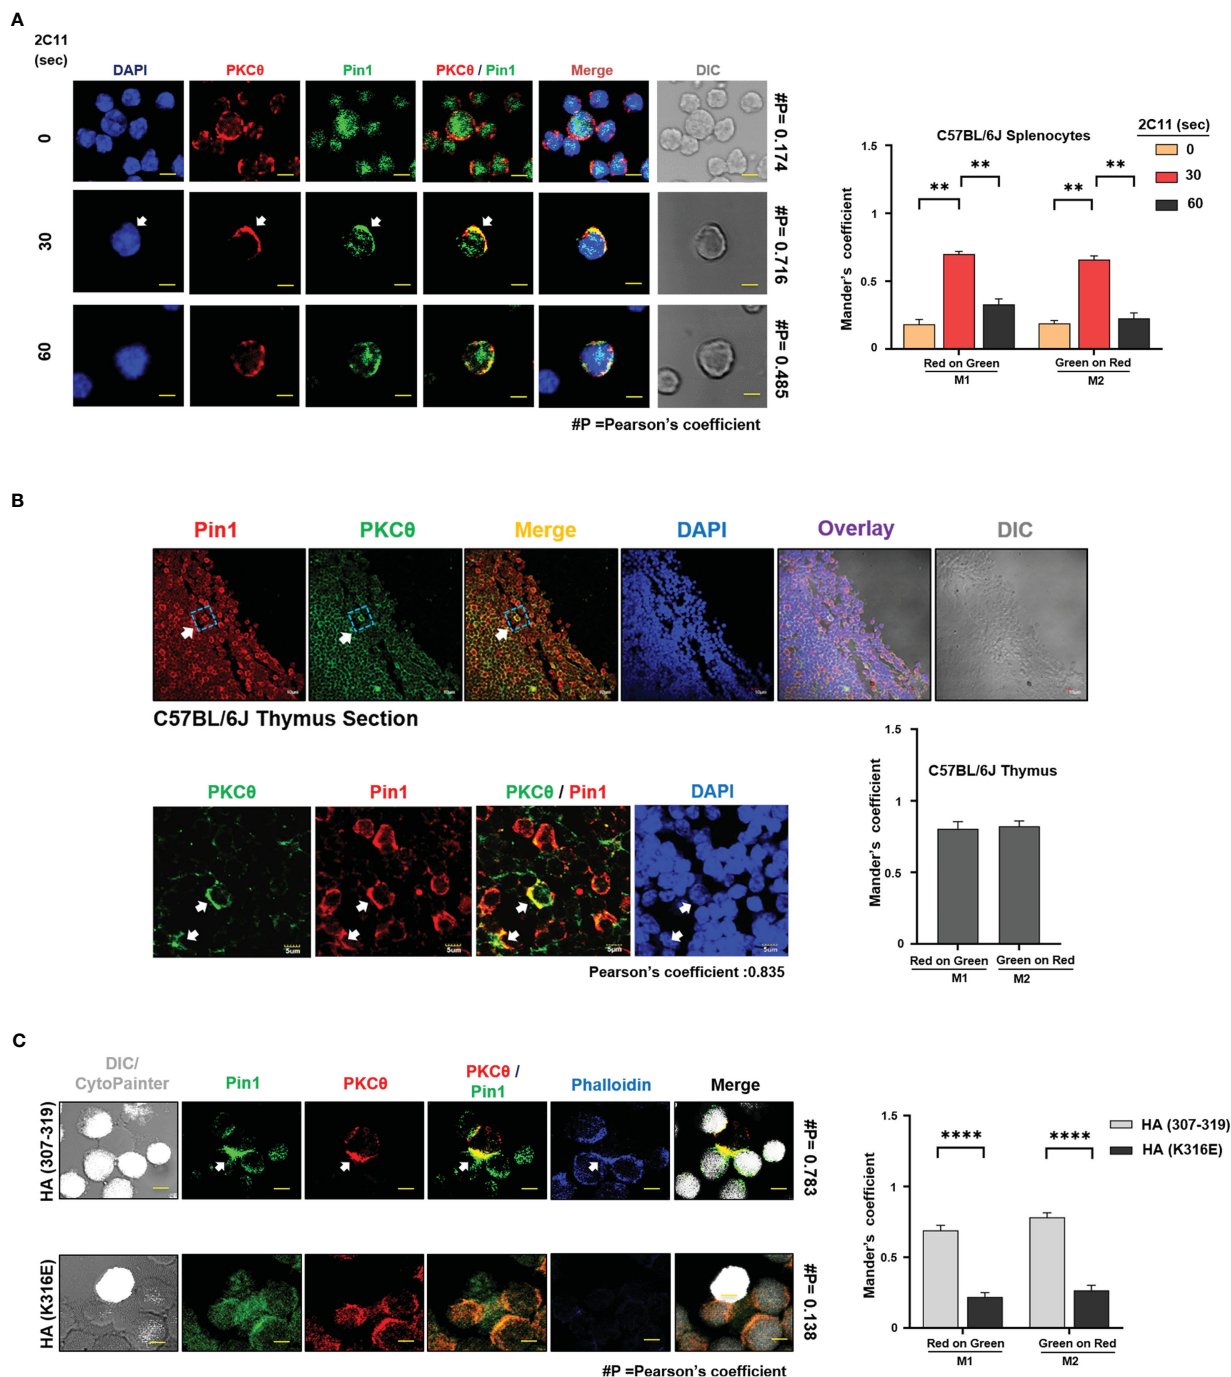 A
2C11
(sec)
DAPI PKCθ Pin1 PKCθ / Pin1 Merge DIC
0
#P= 0.174
30
#P= 0.716
60
#P= 0.485
#P =Pearson's coefficient
C57BL/6J Splenocytes
2C11 (sec)
0
30
60
Mander's coefficient
1.5
1
0.5
0
** ** ** **
Red on Green Green on Red
M1 M2
B
Pin1 PKCθ Merge DAPI Overlay DIC
10µm 10µm 10µm 10µm
C57BL/6J Thymus Section
PKCθ Pin1 PKCθ / Pin1 DAPI
5um 5µm 5µm 5µm
Pearson's coefficient :0.835
C57BL/6J Thymus
Mander's coefficient
1.5
1
0.5
0
Red on Green Green on Red
M1 M2
C
DIC/
CytoPainter
Pin1 PKCθ PKCθ /
Pin1
Phalloidin Merge
HA (307-319)
#P= 0.783
HA (K316E)
#P= 0.138
#P =Pearson's coefficient
HA (307-319)
HA (K316E)
Mander's coefficient
1.5
1
0.5
0
**** ****
Red on Green Green on Red
M1 M2